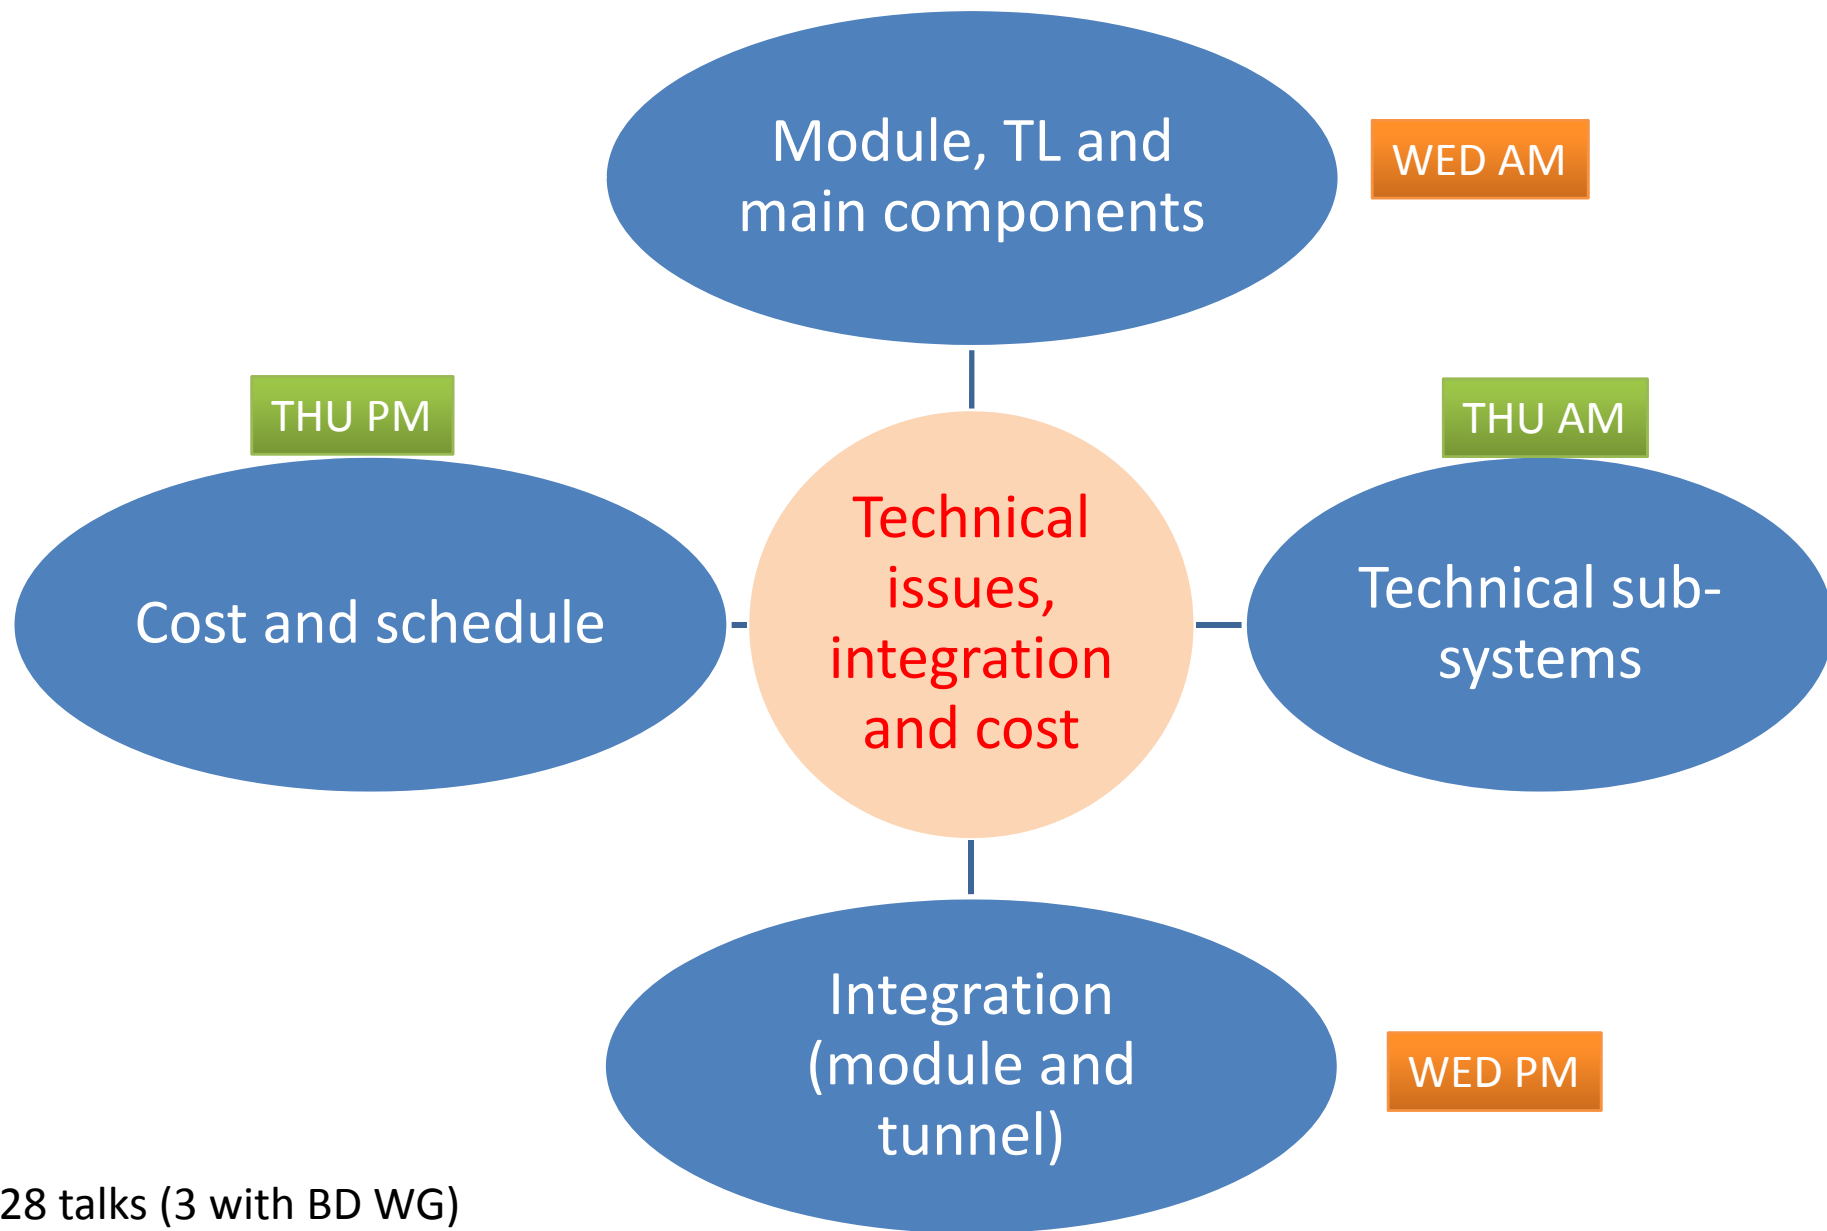 Module, TL and
main components
WED AM
THU PM
THU AM
Cost and schedule
Technical
issues,
integration
and cost
Technical sub-
systems
Integration
(module and
tunnel)
WED PM
28 talks (3 with BD WG)